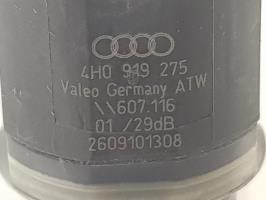 4H0 919 275
Valeo Germany ATW
\\607.116
01 /29dB
2609101308